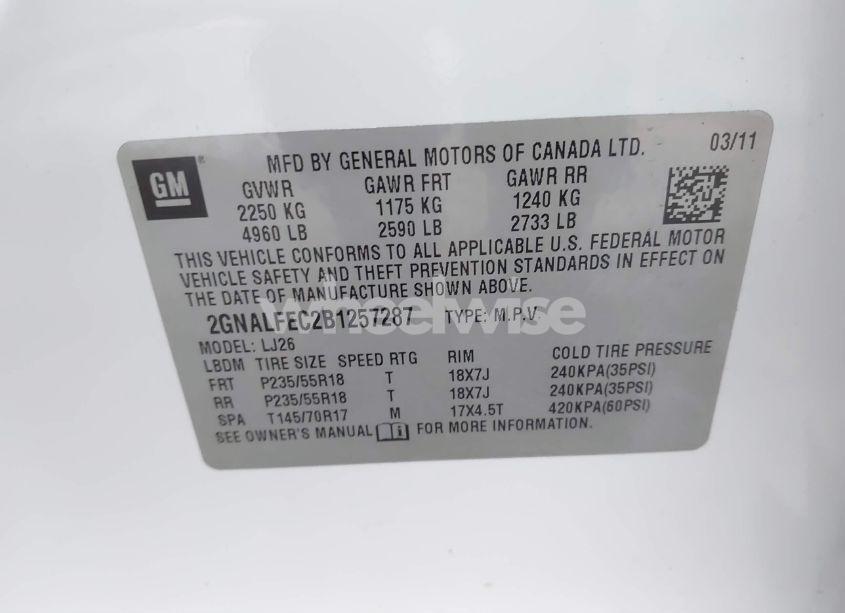 GM
MFD BY GENERAL MOTORS OF CANADA LTD. 03/11
GVWR GAWR FRT GAWR RR
2250 KG 1175 KG 1240 KG
4960 LB 2590 LB 2733 LB
THIS VEHICLE CONFORMS TO ALL APPLICABLE U.S. FEDERAL MOTOR
VEHICLE SAFETY AND THEFT PREVENTION STANDARDS IN EFFECT ON
THE DATE OF MANUFACTURE SHOWN ABOVE.
wheelwise
2GNALFEC2B1257287 TYPE: M.P.V.
MODEL: LJ26
LBDM TIRE SIZE SPEED RTG RIM COLD TIRE PRESSURE
FRT P235/55R18 T 18X7J 240KPA(35PSI)
RR P235/55R18 T 18X7J 240KPA(35PSI)
SPA T145/70R17 M 17X4.5T 420KPA(60PSI)
SEE OWNER'S MANUAL i FOR MORE INFORMATION.